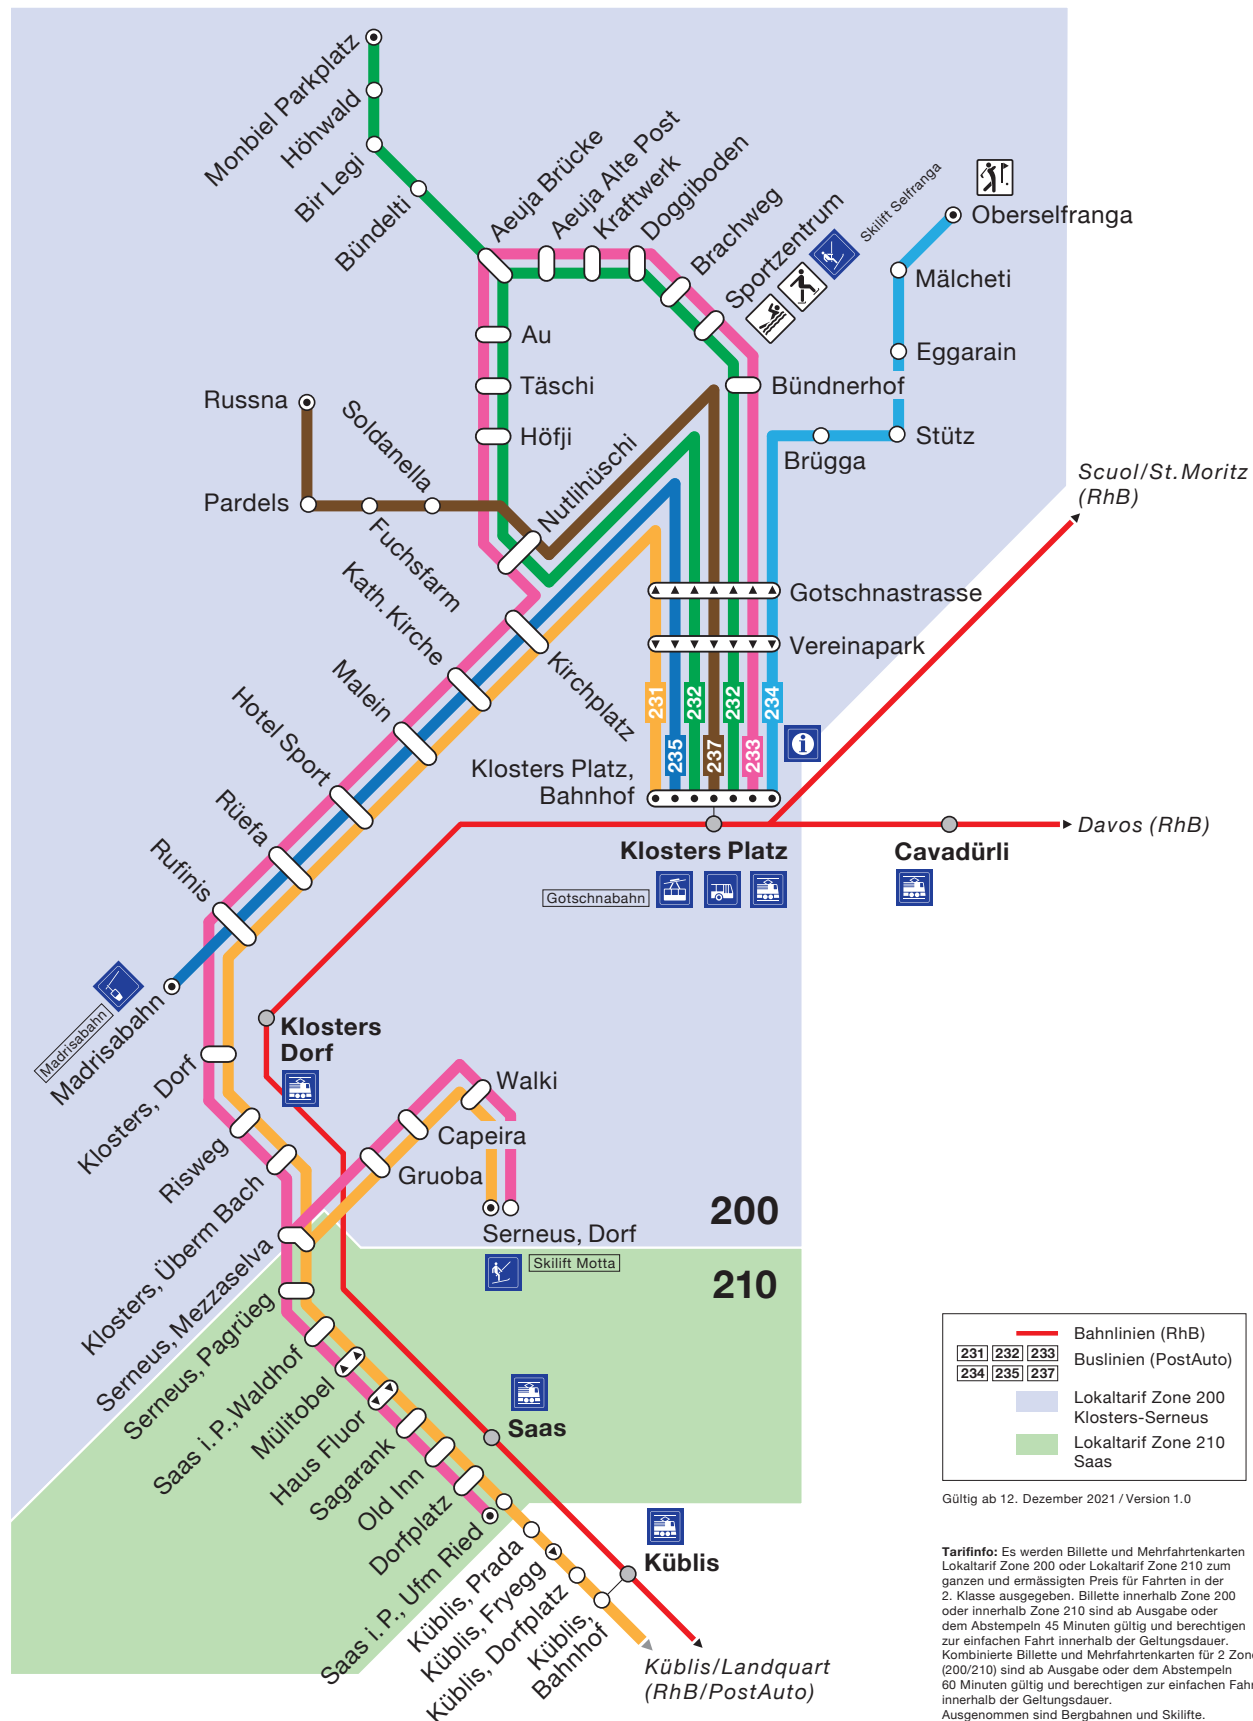 Monbiel Parkplatz
Höhwald
Bir Legi
Bündelti
Aeuja Brücke
Aeuja Alte Post
Kraftwerk
Doggiboden
Brachweg
Sportzentrum
Skilift Selfranga
Oberselfranga
Mälcheti
Eggarain
Stütz
Brügga
Bündnerhof
Au
Täschi
Höfji
Russna
Pardels
Soldanella
Fuchsfarm
Nutlihüschi
Kath. Kirche
Kirchplatz
Malein
Hotel Sport
Rüefa
Rufinis
Scuol/St. Moritz
(RhB)
Gotschnastrasse
Vereinapark
231
235
232
237
232
233
234
Klosters Platz,
Bahnhof
Klosters Platz
Gotschnabahn
Cavadürli
Davos (RhB)
Madrisabahn
Madrisabahn
Klosters
Dorf
Klosters, Dorf
Risweg
Klosters, Überm Bach
Walki
Capeira
Gruoba
Serneus, Dorf
Skilift Motta
200
210
Serneus, Mezzaselva
Serneus, Pagrüeg
Saas i. P., Waldhof
Mülitobel
Haus Fluor
Sagarank
Old Inn
Dorfplatz
Saas i. P., Ufm Ried
Saas
Küblis
Küblis, Prada
Küblis, Fryegg
Küblis, Dorfplatz
Küblis,
Bahnhof
Küblis/Landquart
(RhB/PostAuto)
Bahnlinien (RhB)
231 232 233
234 235 237
Buslinien (PostAuto)
Lokaltarif Zone 200
Klosters-Serneus
Lokaltarif Zone 210
Saas
Gültig ab 12. Dezember 2021 / Version 1.0
Tarifinfo: Es werden Billette und Mehrfahrtenkarten
Lokaltarif Zone 200 oder Lokaltarif Zone 210 zum
ganzen und ermässigten Preis für Fahrten in der
2. Klasse ausgegeben. Billette innerhalb Zone 200
oder innerhalb Zone 210 sind ab Ausgabe oder
dem Abstempeln 45 Minuten gültig und berechtigen
zur einfachen Fahrt innerhalb der Geltungsdauer.
Kombinierte Billette und Mehrfahrtenkarten für 2 Zone
(200/210) sind ab Ausgabe oder dem Abstempeln
60 Minuten gültig und berechtigen zur einfachen Fahr
innerhalb der Geltungsdauer.
Ausgenommen sind Bergbahnen und Skilifte.